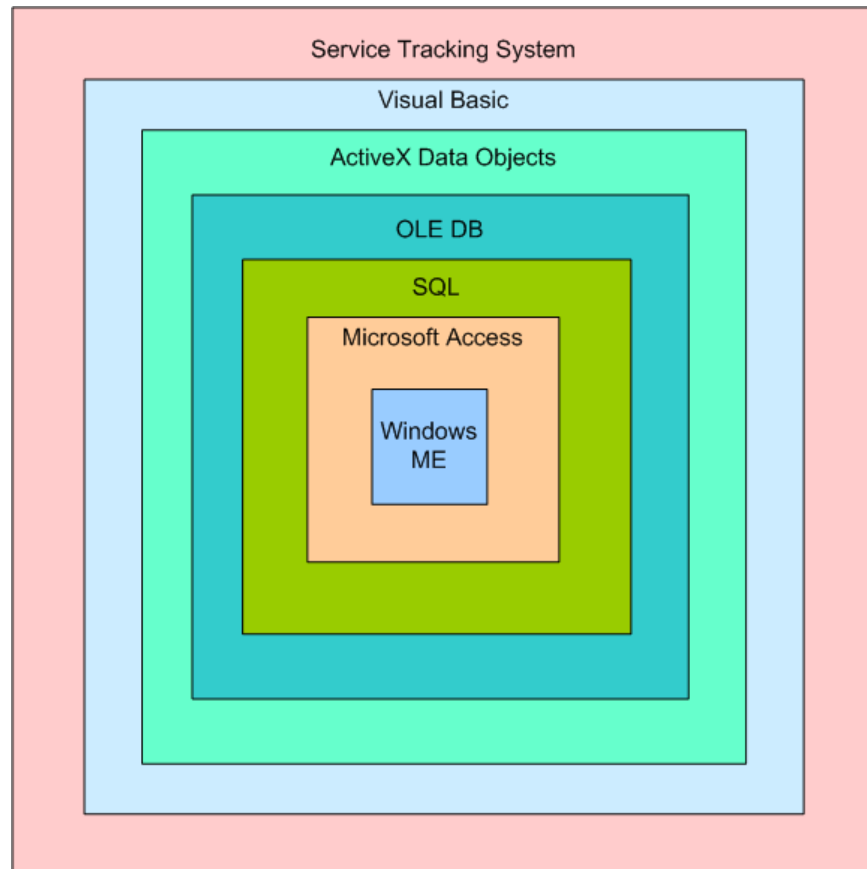 Service Tracking System
Visual Basic
ActiveX Data Objects
OLE DB
SQL
Microsoft Access
Windows
ME